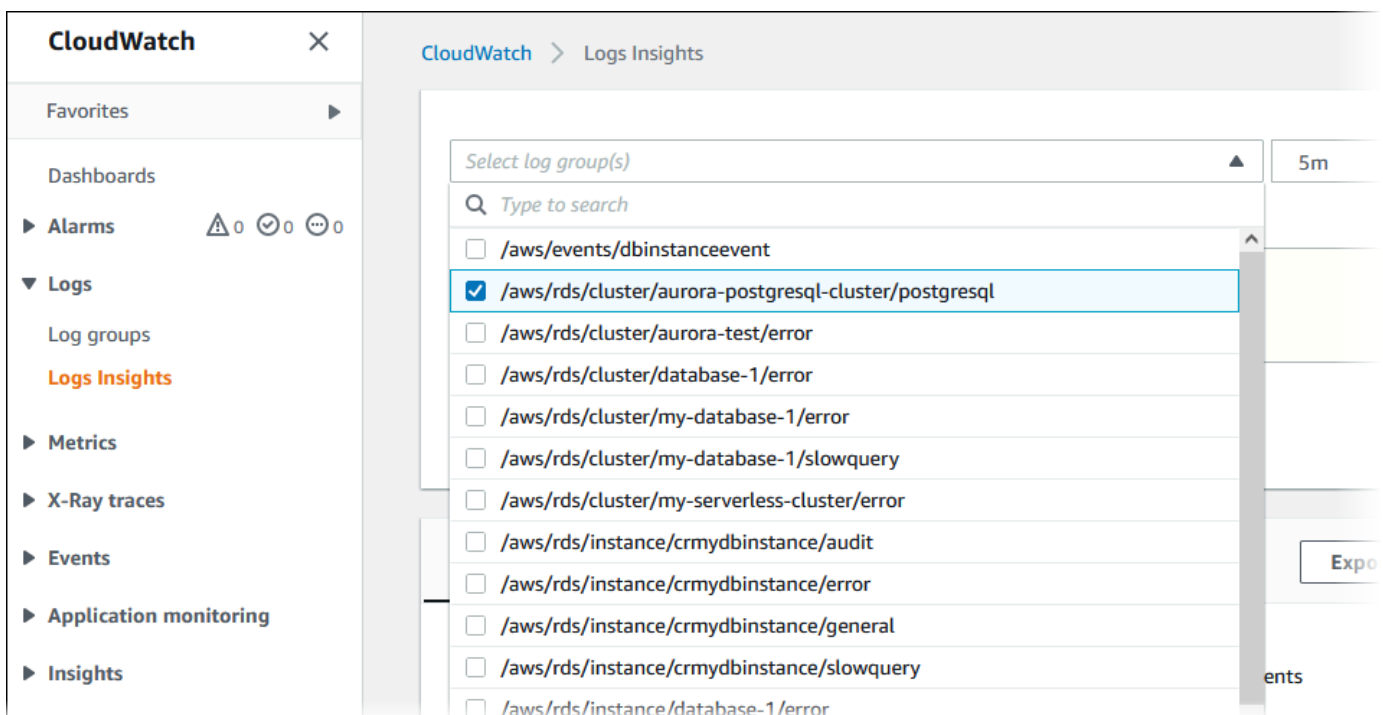 CloudWatch
Favorites
Dashboards
Alarms 0 0 0
Logs
Log groups
Logs Insights
Metrics
X-Ray traces
Events
Application monitoring
Insights
CloudWatch > Logs Insights
Select log group(s)
5m
Type to search
/aws/events/dbinstanceevent
/aws/rds/cluster/aurora-postgresql-cluster/postgresql
/aws/rds/cluster/aurora-test/error
/aws/rds/cluster/database-1/error
/aws/rds/cluster/my-database-1/error
/aws/rds/cluster/my-database-1/slowquery
/aws/rds/cluster/my-serverless-cluster/error
/aws/rds/instance/crmydbinstance/audit
/aws/rds/instance/crmydbinstance/error
/aws/rds/instance/crmydbinstance/general
/aws/rds/instance/crmydbinstance/slowquery
/aws/rds/instance/database-1/error
Expo
ents